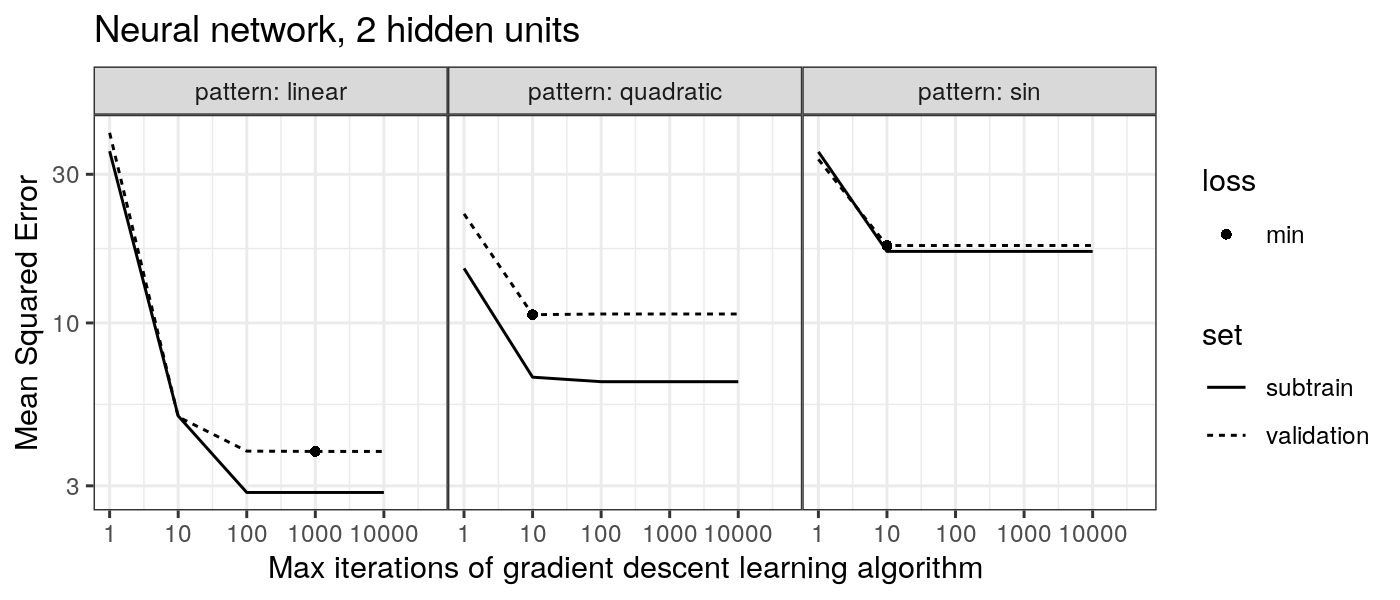 Neural network, 2 hidden units
pattern: linear
pattern: quadratic
pattern: sin
Mean Squared Error
30
10
3
1 10 100 1000 10000
1 10 100 1000 10000
1 10 100 1000 10000
Max iterations of gradient descent learning algorithm
loss
min
set
subtrain
validation